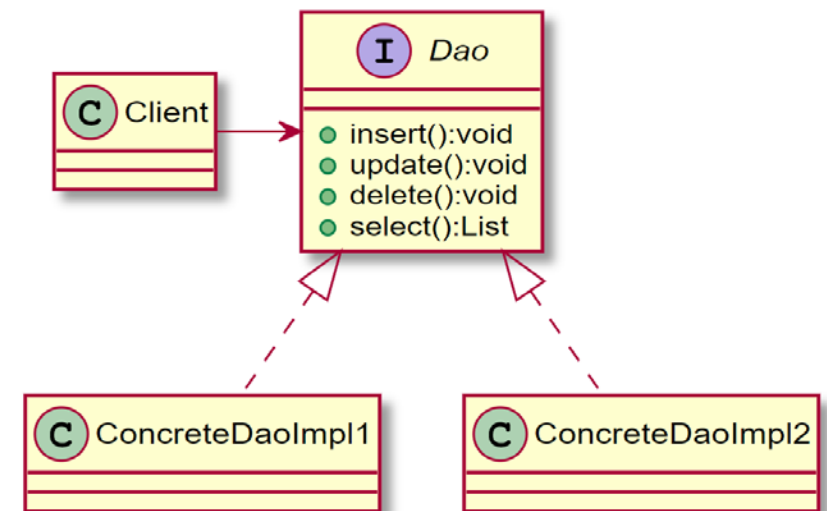 I Dao
C Client
insert():void
update():void
delete():void
select():List
C ConcreteDaoImpl1
C ConcreteDaoImpl2